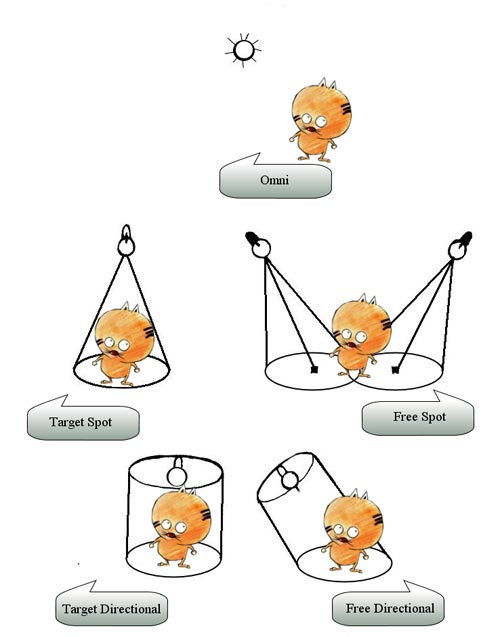 Omni
Target Spot
Free Spot
Target Directional
Free Directional